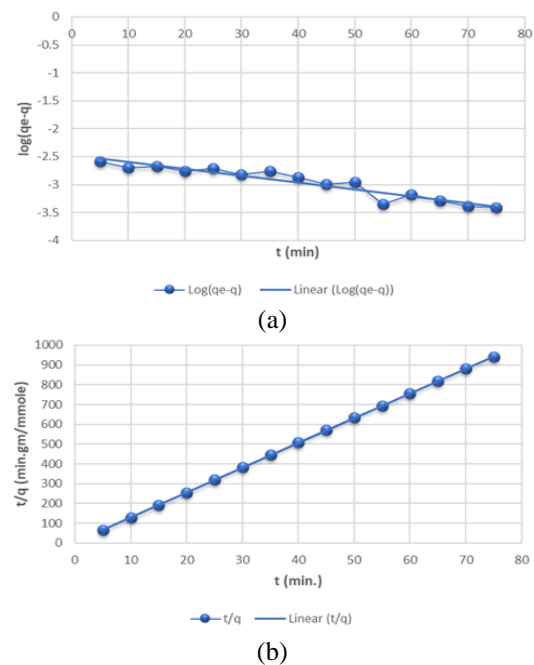 0
0 10 20 30 40 50 60 70 80
-0.5
-1
-1.5
-2
-2.5
-3
-3.5
-4
log(qe-q)
t (min)
Log(qe-q) Linear (Log(qe-q))
(a)
1000
900
800
700
600
500
400
300
200
100
0
t/q (min.gm/mmole)
0 10 20 30 40 50 60 70 80
t (min.)
t/q Linear (t/q)
(b)